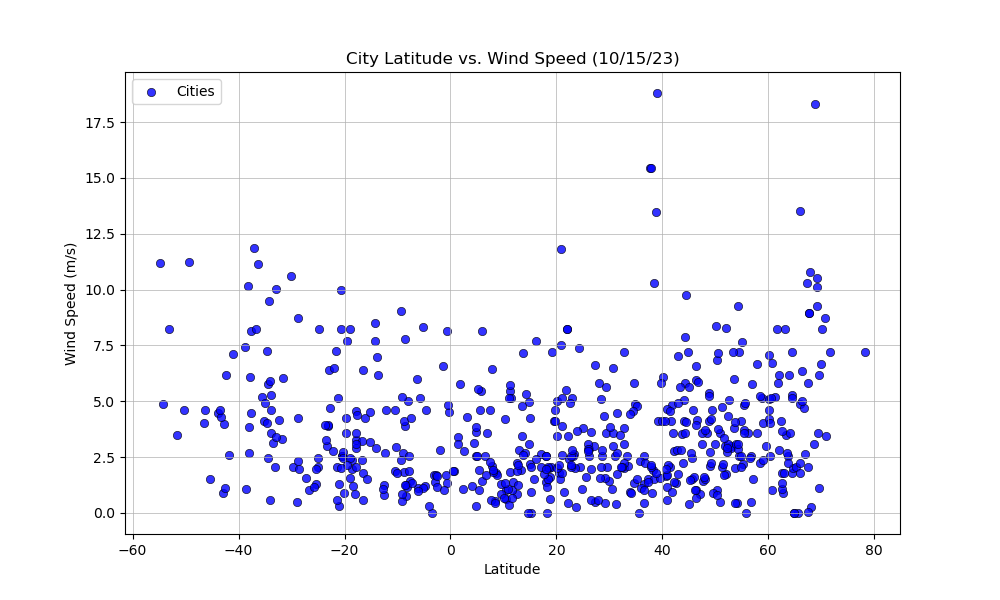 City Latitude vs. Wind Speed (10/15/23)
Cities
17.5
15.0
12.5
10.0
7.5
5.0
2.5
0.0
Wind Speed (m/s)
−60 −40 −20 0 20 40 60 80
Latitude